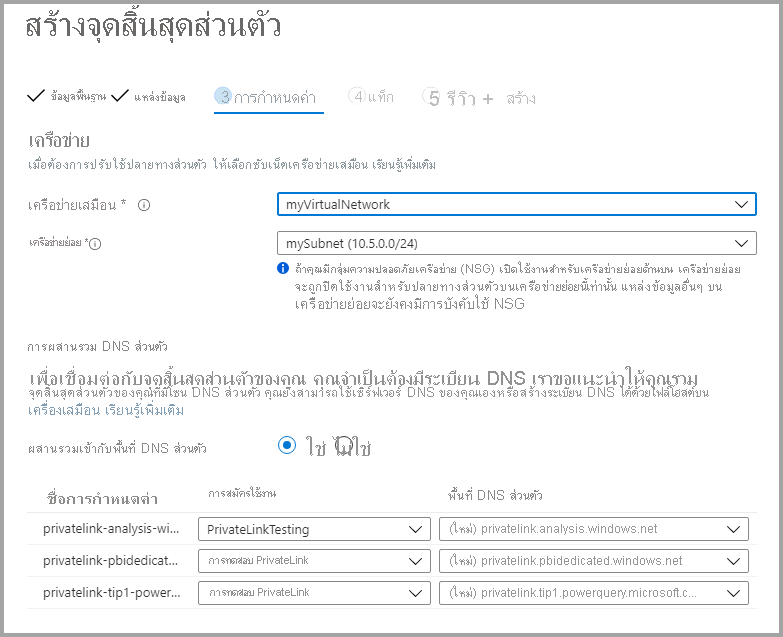 สร้างจุดสิ้นสุดส่วนตัว
ข้อมูลพื้นฐาน แหล่งข้อมูล 3 การกำหนดค่า 4 แท็ก 5 รีวิว + สร้าง
เครือข่าย
เมื่อต้องการปรับใช้ปลายทางส่วนตัว ให้เลือกซับเน็ตเครือข่ายเสมือน เรียนรู้เพิ่มเติม
เครือข่ายเสมือน * myVirtualNetwork
เครือข่ายย่อย * mySubnet (10.5.0.0/24)
ถ้าคุณมีกลุ่มความปลอดภัยเครือข่าย (NSG) เปิดใช้งานสำหรับเครือข่ายย่อยด้านบน เครือข่ายย่อย
จะถูกปิดใช้งานสำหรับปลายทางส่วนตัวบนเครือข่ายย่อยนี้เท่านั้น แหล่งข้อมูลอื่นๆ บน
เครือข่ายย่อยจะยังคงมีการบังคับใช้ NSG
การผสานรวม DNS ส่วนตัว
เพื่อเชื่อมต่อกับจุดสิ้นสุดส่วนตัวของคุณ คุณจำเป็นต้องมีระเบียน DNS เราขอแนะนำให้คุณรวม
จุดสิ้นสุดส่วนตัวของคุณที่มีโซน DNS ส่วนตัว คุณยังสามารถใช้เซิร์ฟเวอร์ DNS ของคุณเองหรือสร้างระเบียน DNS ได้ด้วยไฟล์โฮสต์บน
เครื่องเสมือน เรียนรู้เพิ่มเติม
ผสานรวมเข้ากับพื้นที่ DNS ส่วนตัว ใช่ ไม่ใช่
ชื่อการกำหนดค่า การสมัครใช้งาน พื้นที่ DNS ส่วนตัว
privatelink-analysis-wi... PrivateLinkTesting (ใหม่) privatelink.analysis.windows.net
privatelink-pbidedicat... การทดสอบ PrivateLink (ใหม่) privatelink.pbidedicated.windows.net
privatelink-tip1-power... การทดสอบ PrivateLink (ใหม่) privatelink.tip1.powerquery.microsoft.c...